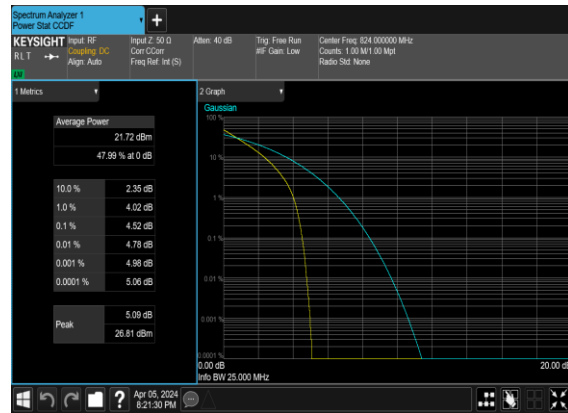 Spectrum Analyzer 1
Power Stat CCDF
KEYSIGHT
RLT
LXI
Input: RF
Coupling: DC
Align: Auto
Input Z: 50 Ω
Corr CCorr
Freq Ref: Int (S)
Atten: 40 dB
Trig: Free Run
#IF Gain: Low
Center Freq: 824.000000 MHz
Counts: 1.00 M/1.00 Mpt
Radio Std: None
1 Metrics
Average Power
21.72 dBm
47.99 % at 0 dB
10.0 % 2.35 dB
1.0 % 4.02 dB
0.1 % 4.52 dB
0.01 % 4.78 dB
0.001 % 4.98 dB
0.0001 % 5.06 dB
Peak 5.09 dB
26.81 dBm
2 Graph
Gaussian
100 %
10 %
1 %
0.1 %
0.01 %
0.001 %
0.0001 %
0.00 dB
20.00 dB
Info BW 25.000 MHz
?
Apr 05, 2024
8:21:30 PM